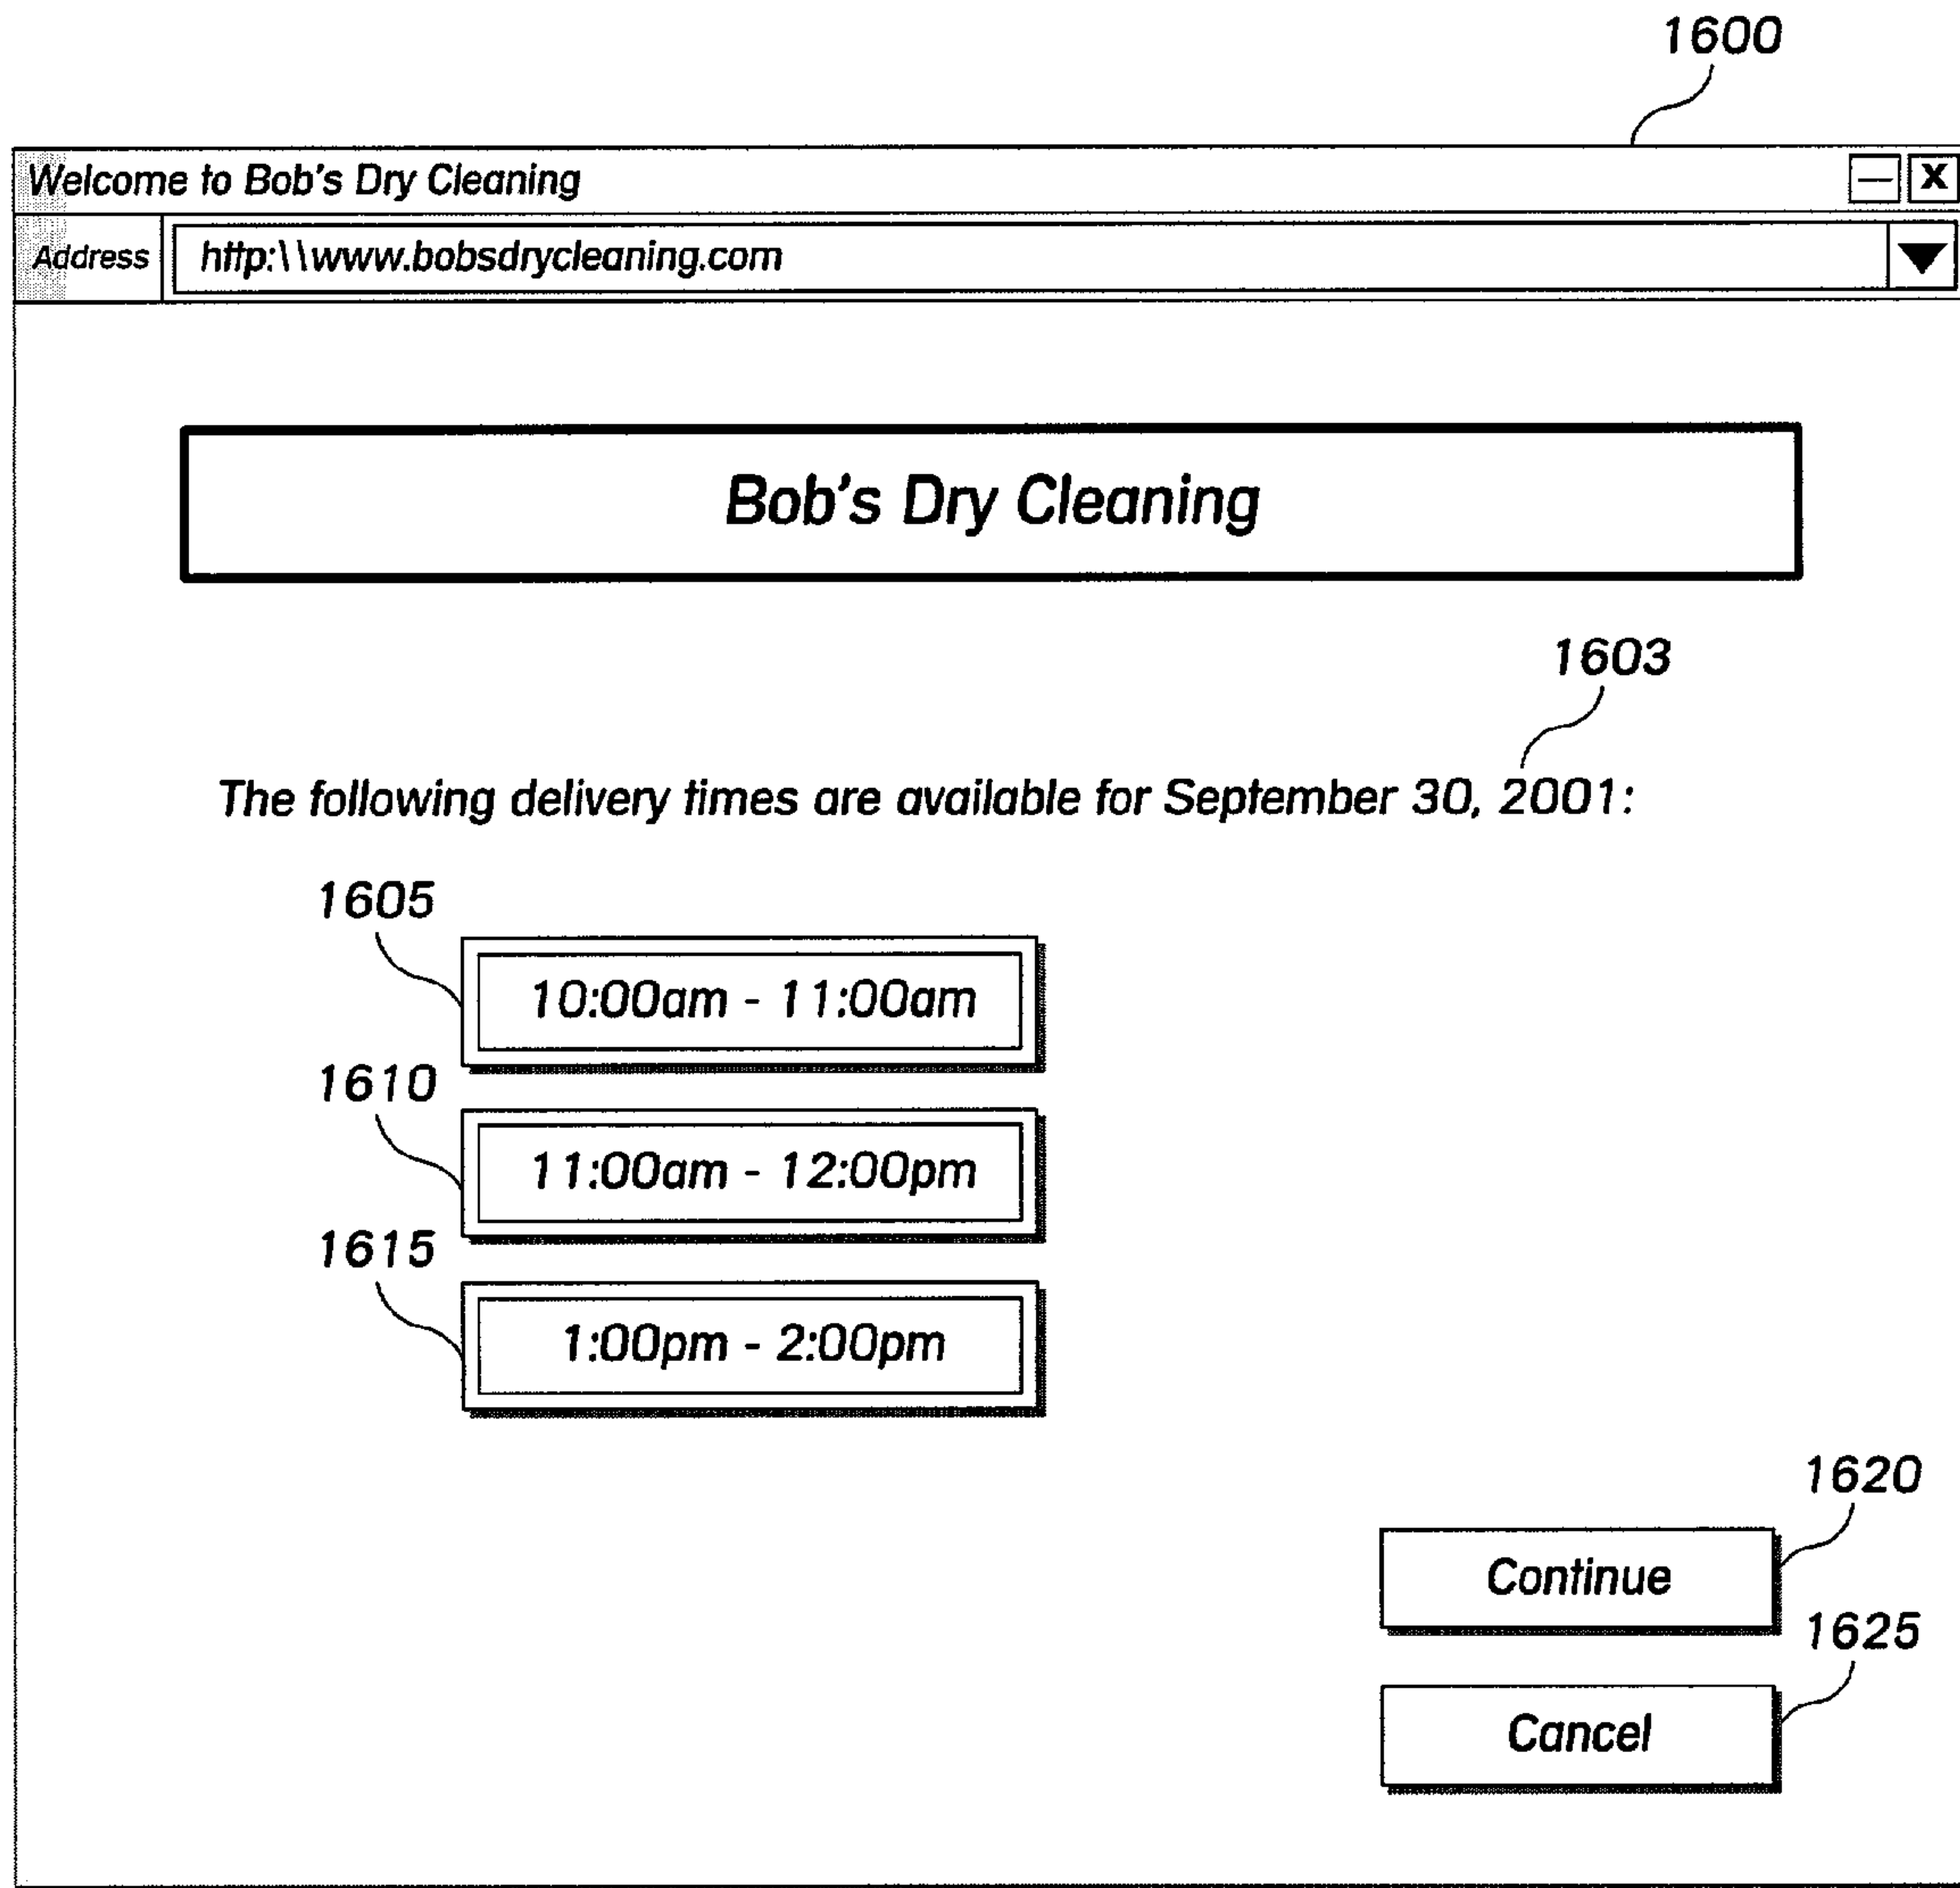 1600
Welcome to Bob's Dry Cleaning
X
Address
http:\\www.bobsdrycleaning.com
Bob's Dry Cleaning
1603
The following delivery times are available for September 30, 2001:
1605
10:00am - 11:00am
1610
11:00am - 12:00pm
1615
1:00pm - 2:00pm
1620
Continue
1625
Cancel